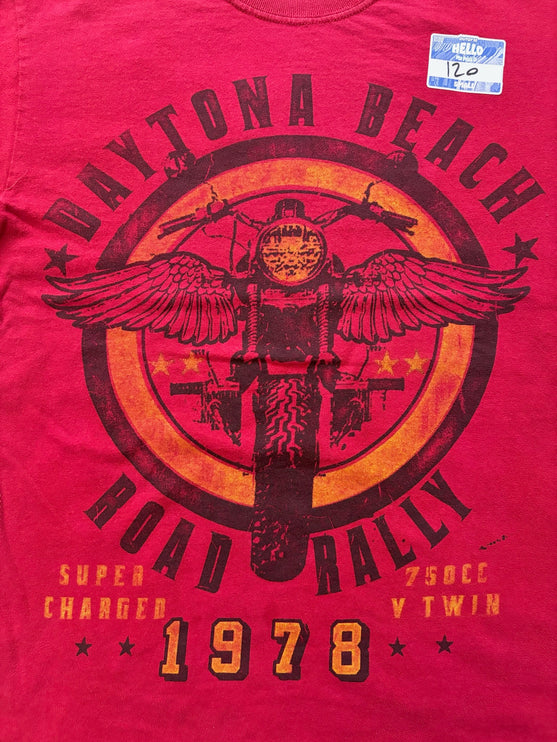 HELLO
120
DAYTONA BEACH
ROAD RALLY
SUPER CHARGED
750CC V TWIN
1978